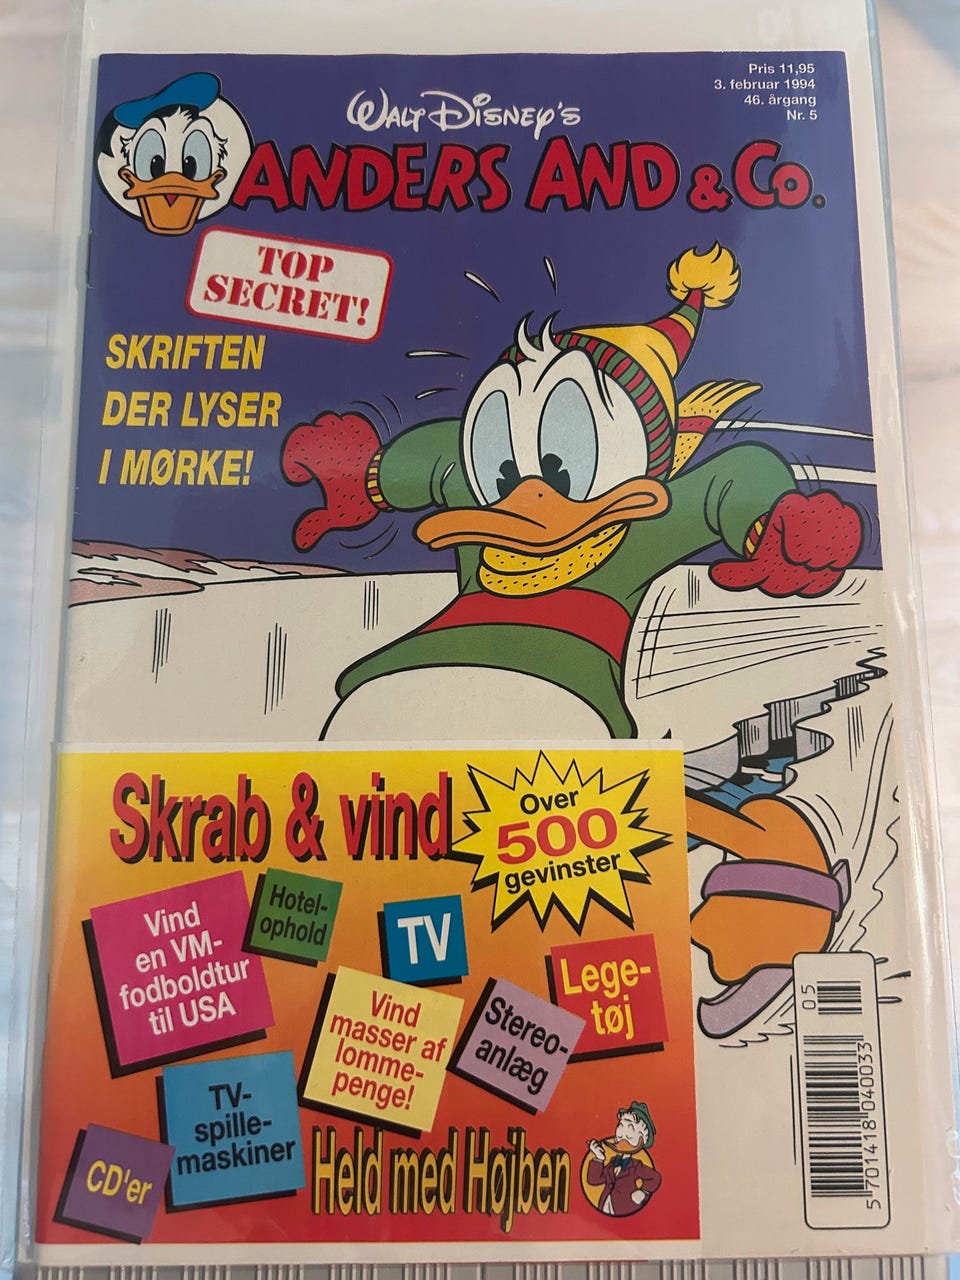 Pris 11,95
3. februar 1994
46. årgang
Nr. 5
WALT DISNEY'S
ANDERS AND & Co.
TOP
SECRET!
SKRIFTEN
DER LYSER
I MØRKE!
Skrab & vind
Over
500
gevinster
Vind
en VM-
fodboldtur
til USA
Hotel-
ophold
TV
Lege-
tøj
Vind
masser af
lomme-
penge!
Stereo-
anlæg
TV-
spille-
maskiner
CD'er
Held med Højben
05
5 701418 040033